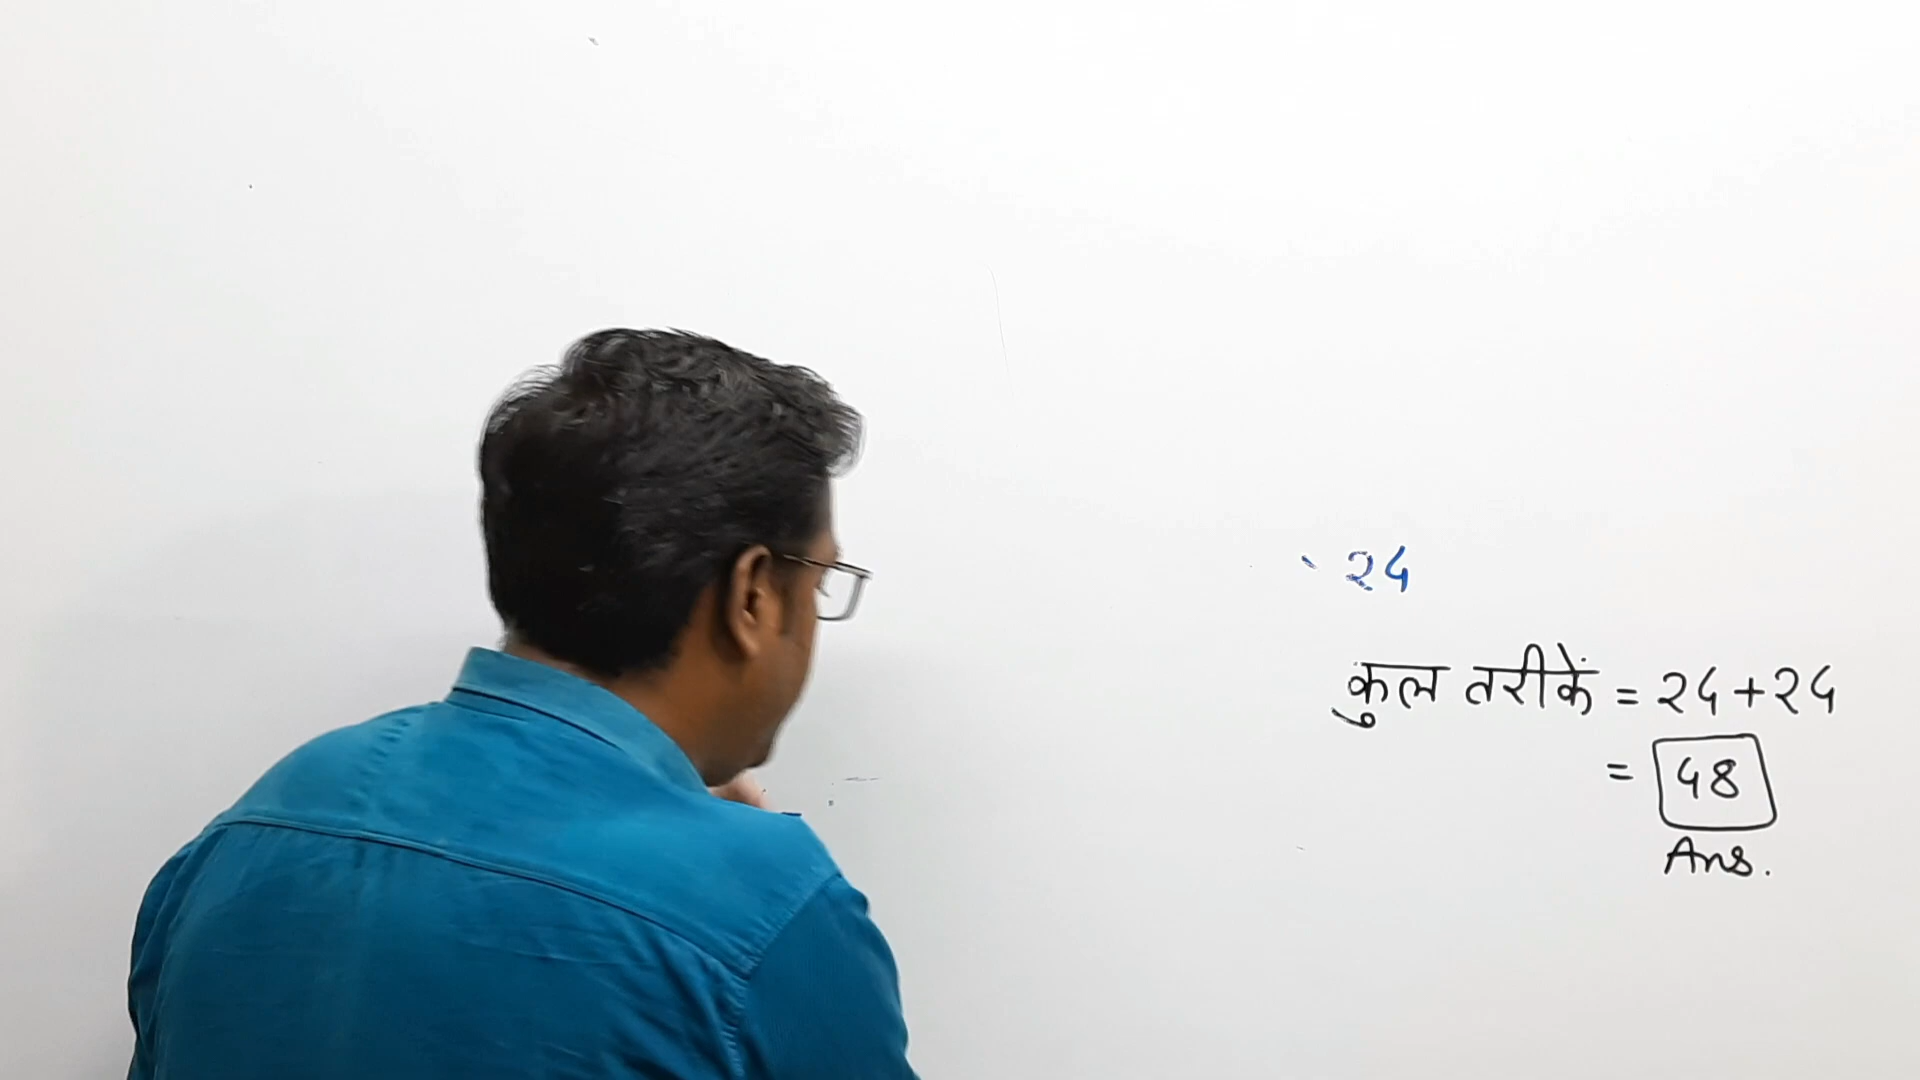 24
कुल तरीकें = 24+24
= 48
Ans.